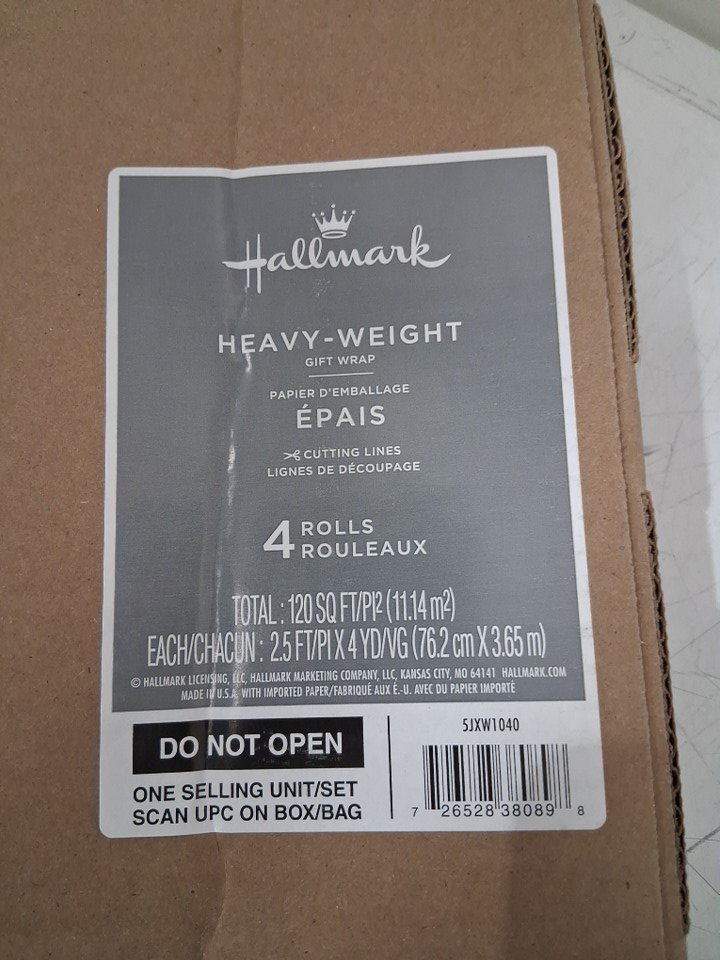 Hallmark
HEAVY-WEIGHT
GIFT WRAP
PAPIER D'EMBALLAGE
ÉPAIS
CUTTING LINES
LIGNES DE DÉCOUPAGE
4 ROLLS
ROULEAUX
TOTAL : 120 SQ FT/PI² (11.14 m²)
EACH/CHACUN : 2.5 FT/PI X 4 YD/VG (76.2 cm X 3.65 m)
© HALLMARK LICENSING, LLC, HALLMARK MARKETING COMPANY, LLC, KANSAS CITY, MO 64141 HALLMARK.COM
MADE IN U.S.A. WITH IMPORTED PAPER/FABRIQUÉ AUX É.-U. AVEC DU PAPIER IMPORTÉ
DO NOT OPEN
ONE SELLING UNIT/SET
SCAN UPC ON BOX/BAG
5JXW1040
7 26528 38089 8